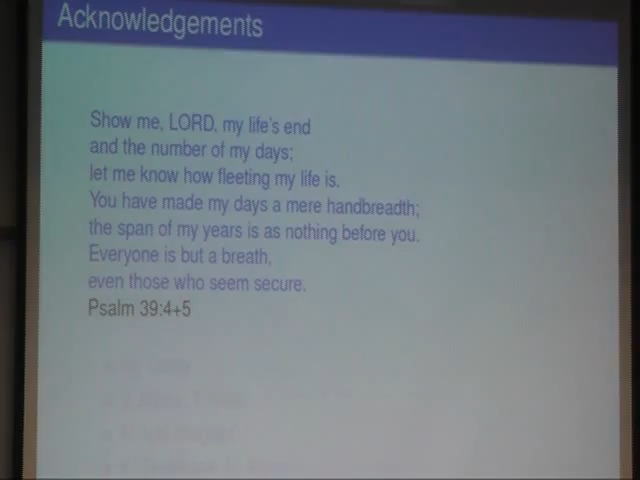 Acknowledgements
Show me, LORD, my life's end
and the number of my days;
let me know how fleeting my life is.
You have made my days a mere handbreadth;
the span of my years is as nothing before you.
Everyone is but a breath,
even those who seem secure.
Psalm 39:4+5